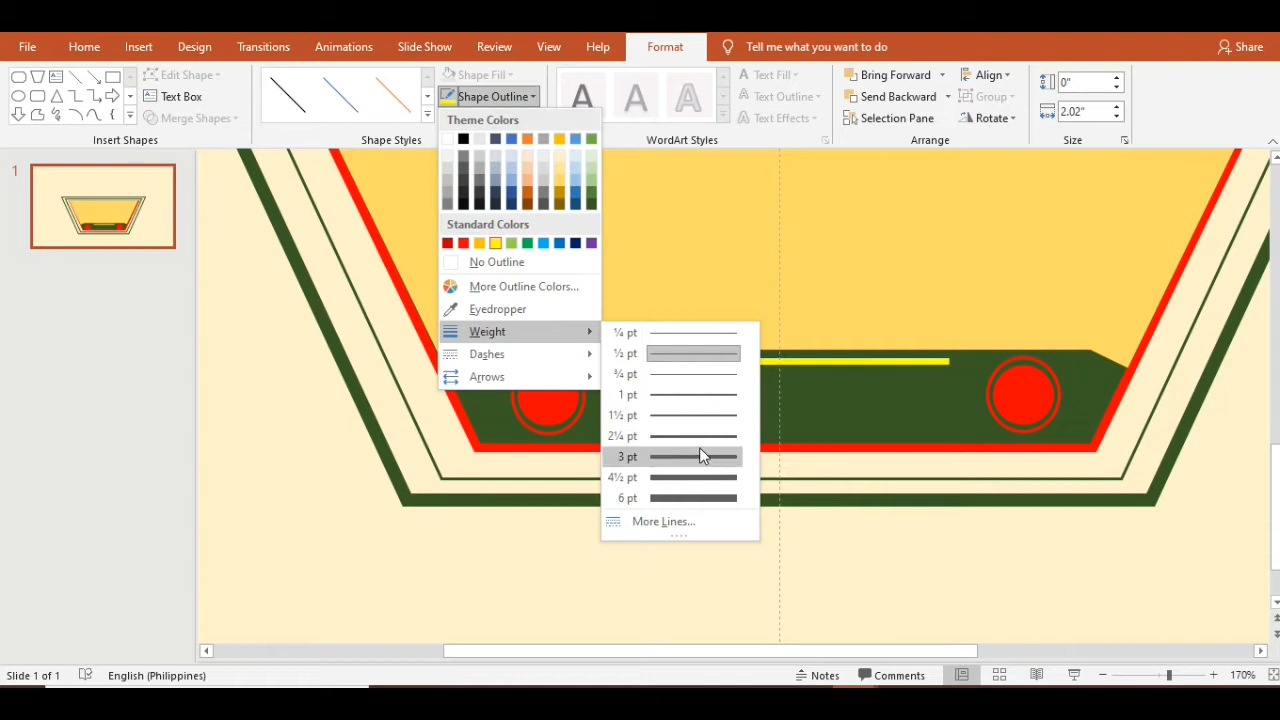 File Home Insert Design Transitions Animations Slide Show Review View Help Format Tell me what you want to do Share
Edit Shape
Text Box
Merge Shapes
Insert Shapes
Shape Fill
Shape Outline
Shape Styles
A A A
Text Fill
Text Outline
Text Effects
WordArt Styles
Bring Forward
Send Backward
Selection Pane
Align
Group
Rotate
Arrange
0"
2.02"
Size
Theme Colors
Standard Colors
No Outline
More Outline Colors...
Eyedropper
Weight
Dashes
Arrows
¼ pt
½ pt
¾ pt
1 pt
1½ pt
2¼ pt
3 pt
4½ pt
6 pt
More Lines...
1
Slide 1 of 1 English (Philippines) Notes Comments 170%